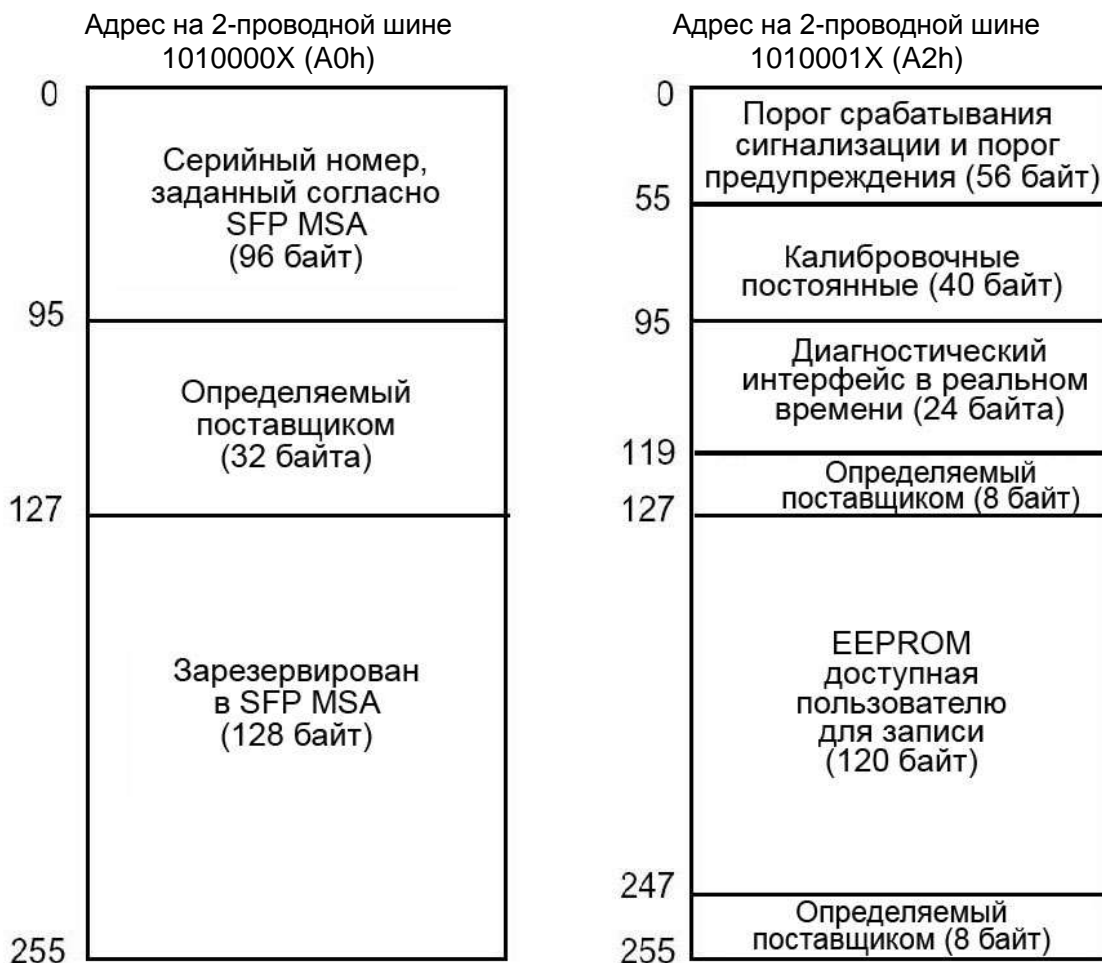 Адрес на 2-проводной шине
1010000X (A0h)
0
Серийный номер,
заданный согласно
SFP MSA
(96 байт)
95
Определяемый
поставщиком
(32 байта)
127
Зарезервирован
в SFP MSA
(128 байт)
255
Адрес на 2-проводной шине
1010001X (A2h)
0
Порог срабатывания
сигнализации и порог
предупреждения (56 байт)
55
Калибровочные
постоянные (40 байт)
95
Диагностический
интерфейс в реальном
времени (24 байта)
119
Определяемый
поставщиком (8 байт)
127
EEPROM
доступная
пользователю
для записи
(120 байт)
247
Определяемый
поставщиком (8 байт)
255